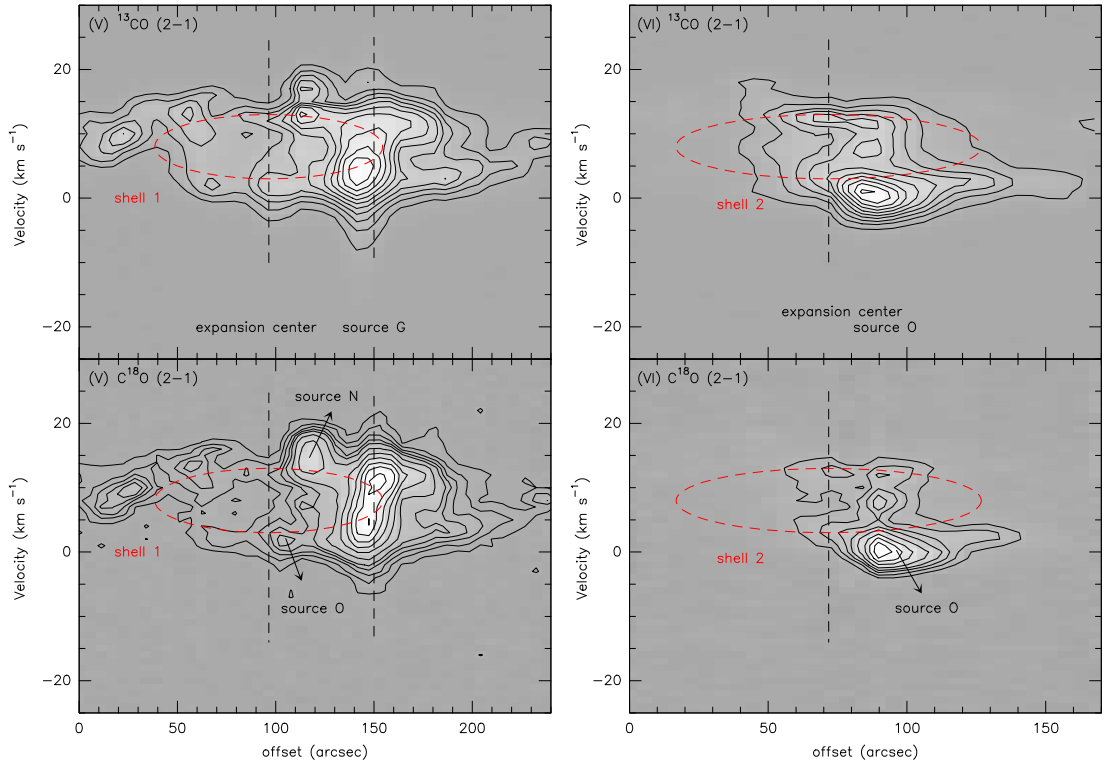 (V) ¹³CO (2−1)
20
0
−20
Velocity (km s⁻¹)
shell 1
expansion center
source G
(VI) ¹³CO (2−1)
20
0
−20
Velocity (km s⁻¹)
shell 2
expansion center
source O
(V) C¹⁸O (2−1)
20
0
−20
Velocity (km s⁻¹)
source N
shell 1
source O
0
50
100
150
200
offset (arcsec)
(VI) C¹⁸O (2−1)
20
0
−20
Velocity (km s⁻¹)
shell 2
source O
0
50
100
150
offset (arcsec)